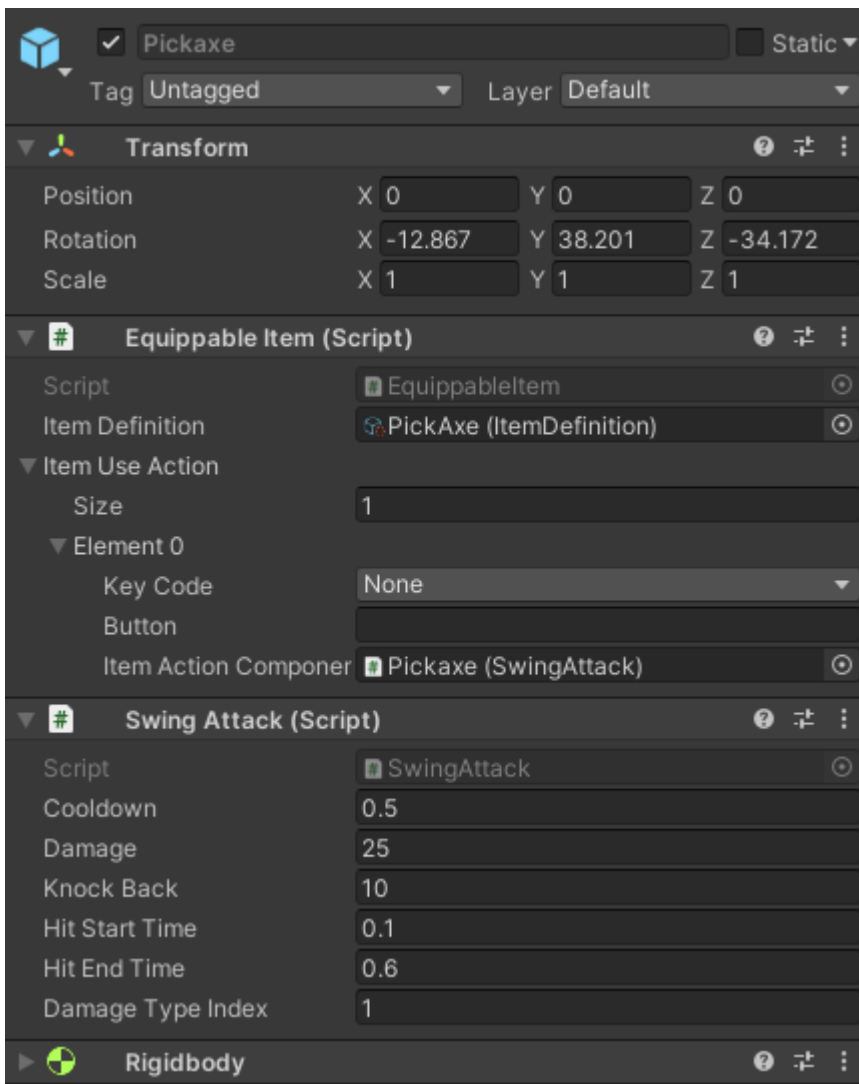 Pickaxe Static
Tag Untagged Layer Default
Transform
Position X 0 Y 0 Z 0
Rotation X -12.867 Y 38.201 Z -34.172
Scale X 1 Y 1 Z 1
# Equippable Item (Script)
Script # EquippableItem
Item Definition PickAxe (ItemDefinition)
Item Use Action
Size 1
Element 0
Key Code None
Button
Item Action Componer # Pickaxe (SwingAttack)
# Swing Attack (Script)
Script # SwingAttack
Cooldown 0.5
Damage 25
Knock Back 10
Hit Start Time 0.1
Hit End Time 0.6
Damage Type Index 1
Rigidbody